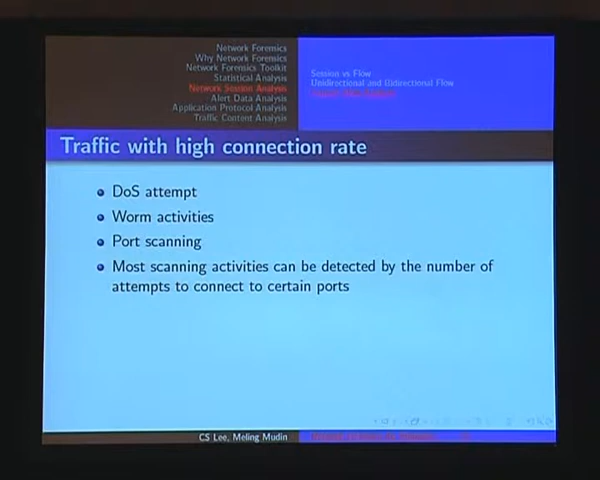 Network Forensics
Why Network Forensics
Network Forensics Toolkit
Statistical Analysis
Network Session Analysis
Alert Data Analysis
Application Protocol Analysis
Traffic Content Analysis
Session vs Flow
Unidirectional and Bidirectional Flow
Traffic with high connection rate
DoS attempt
Worm activities
Port scanning
Most scanning activities can be detected by the number of
attempts to connect to certain ports
CS Lee, Meling Mudin